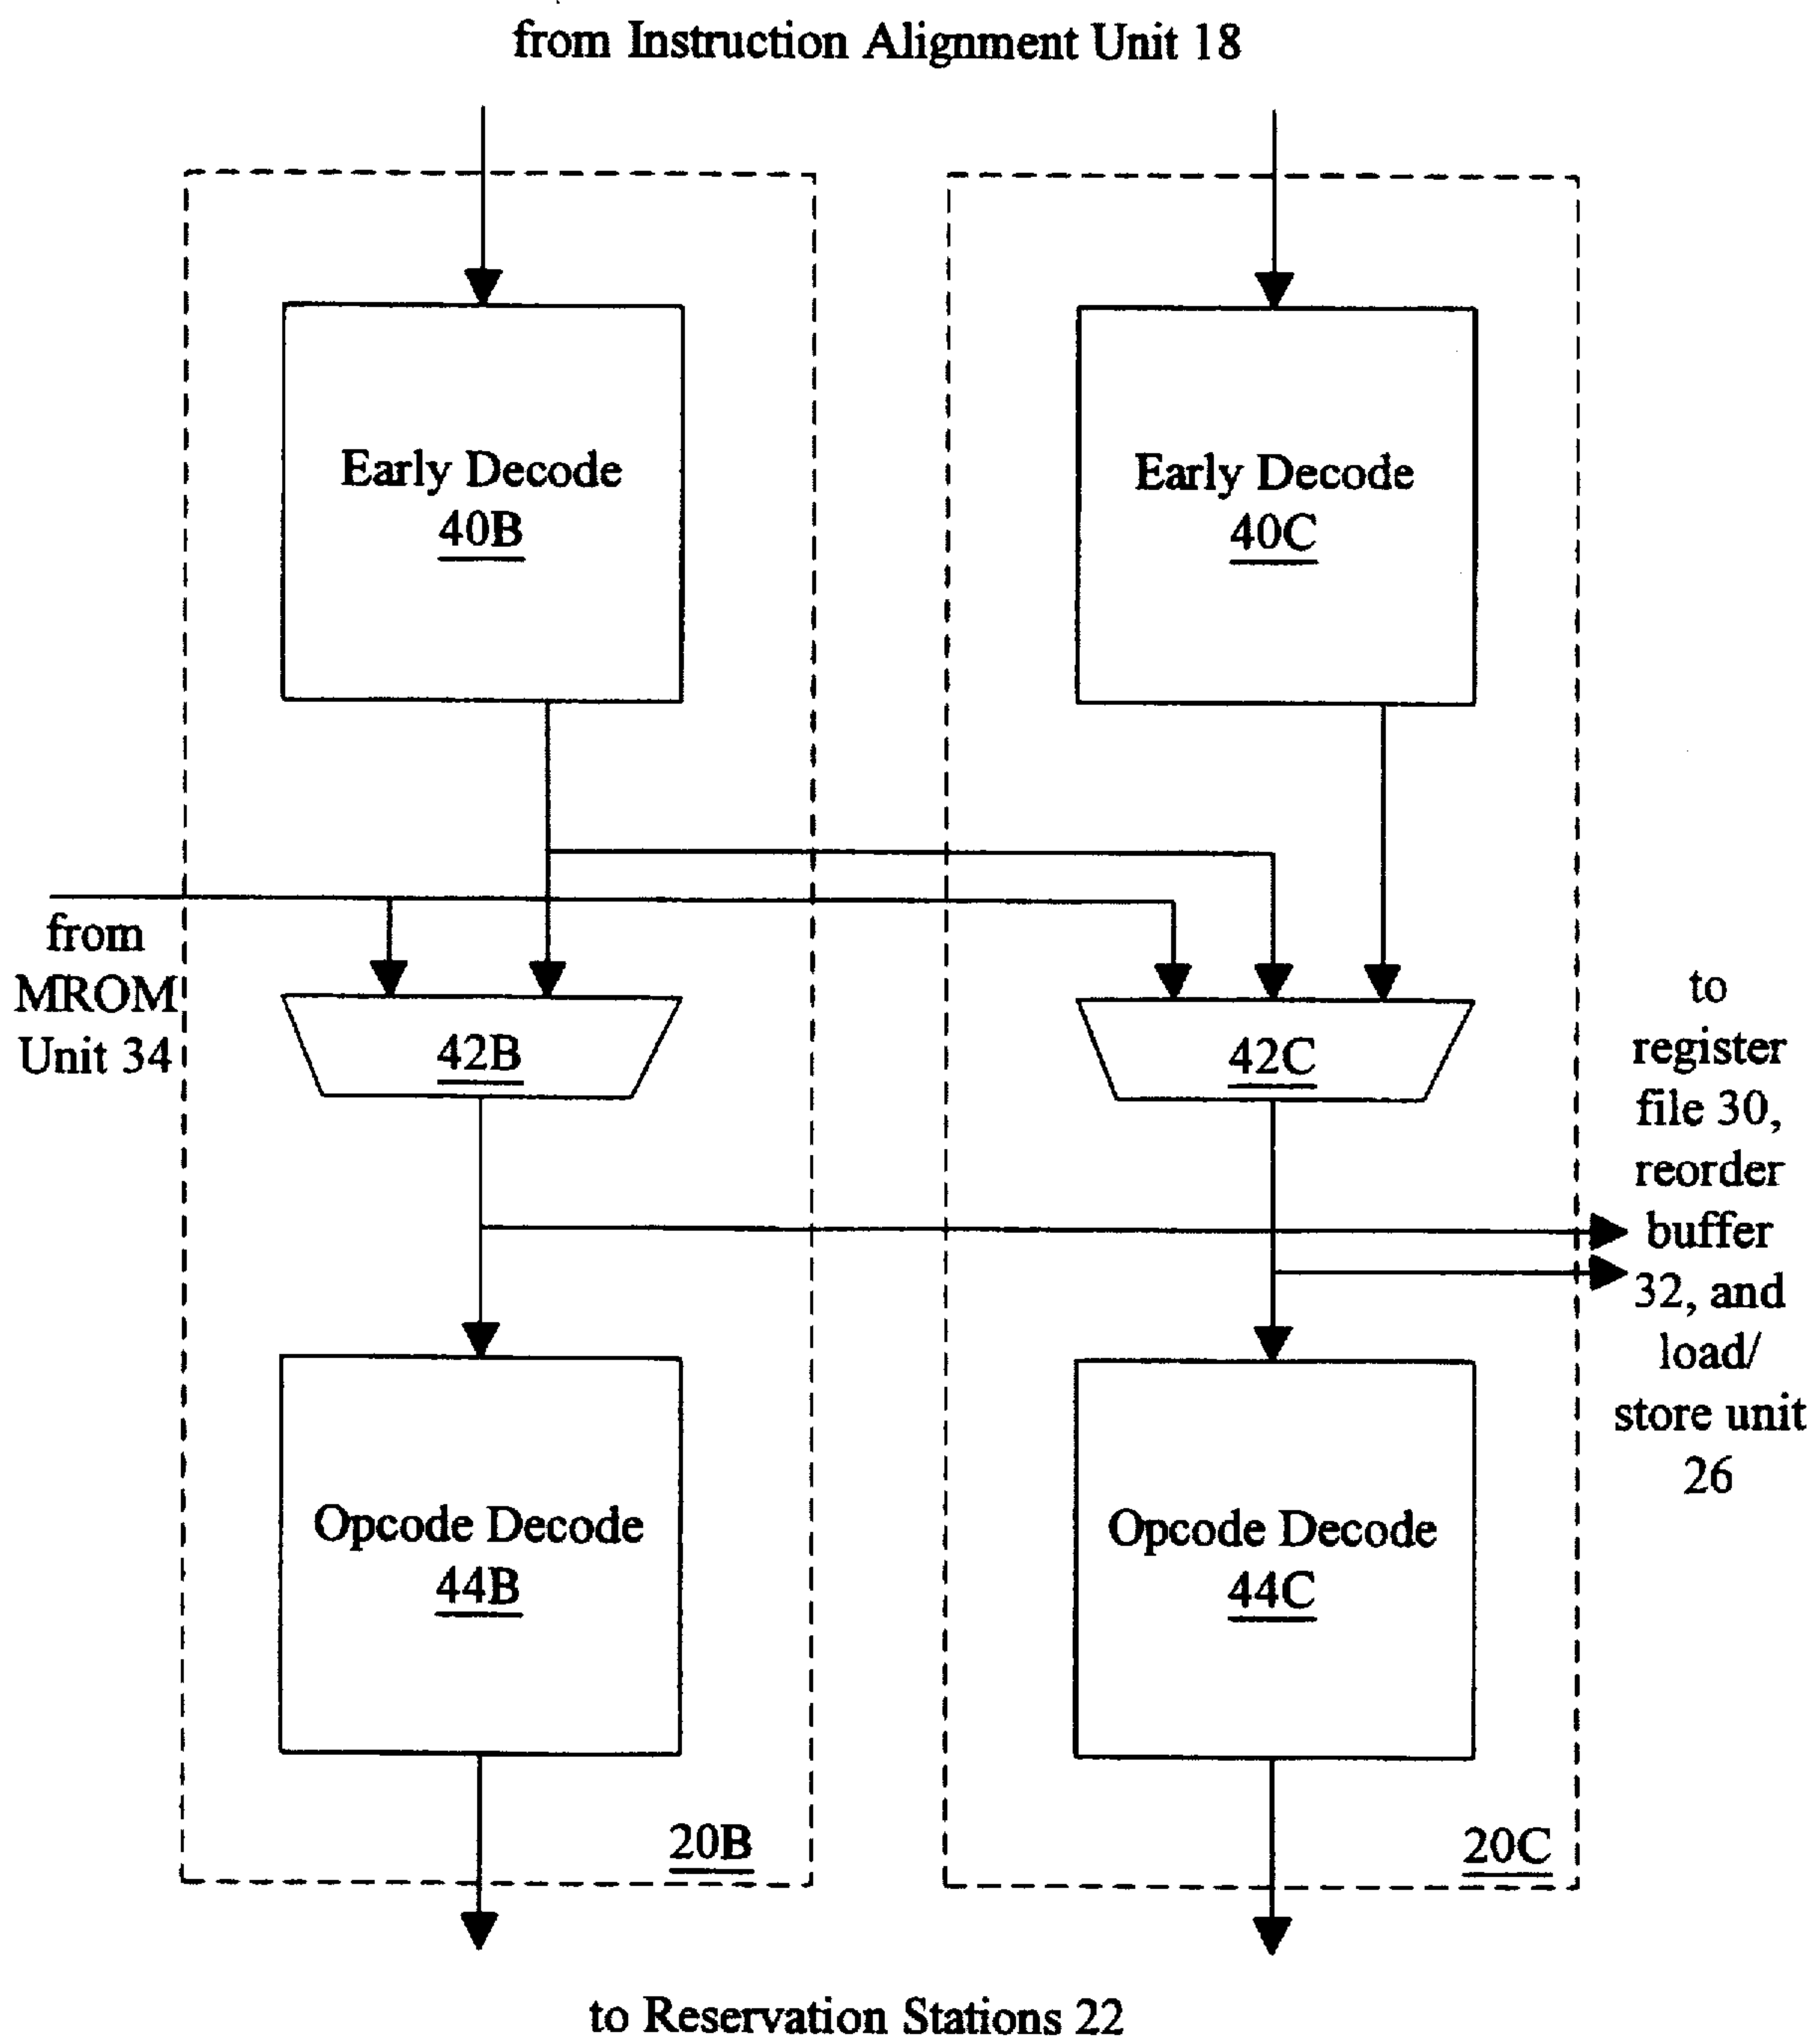 from Instruction Alignment Unit 18
Early Decode
40B
Early Decode
40C
from
MROM
Unit 34
42B
42C
to
register
file 30,
reorder
buffer
32, and
load/
store unit
26
Opcode Decode
44B
Opcode Decode
44C
20B
20C
to Reservation Stations 22